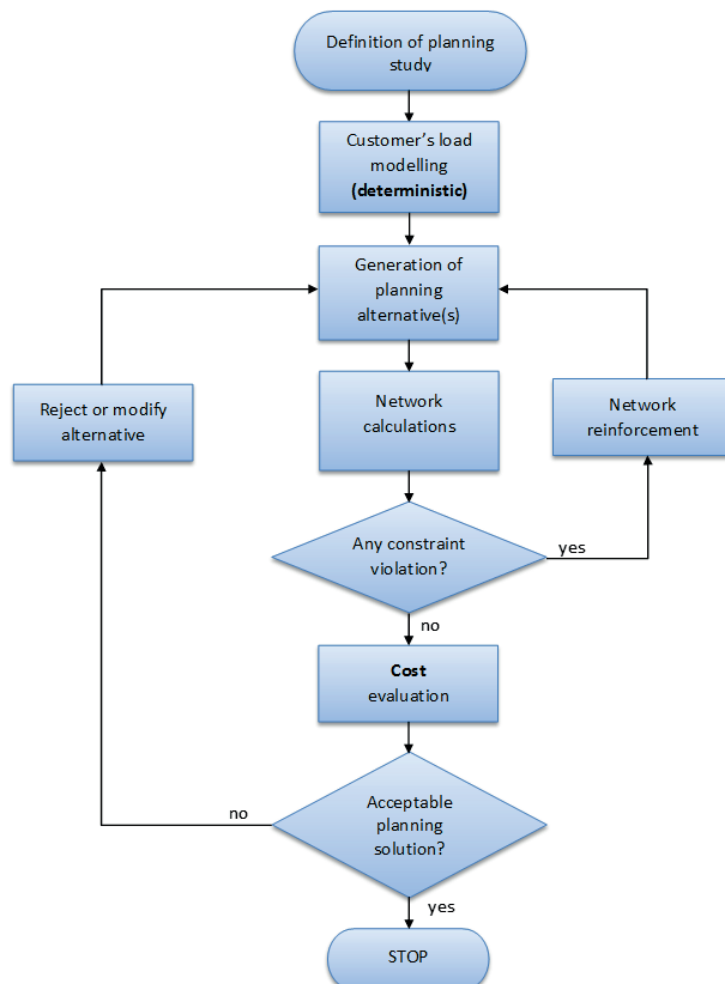 Definition of planning
study
Customer's load
modelling
(deterministic)
Generation of
planning
alternative(s)
Reject or modify
alternative
Network
calculations
Network
reinforcement
Any constraint
violation?
yes
no
Cost
evaluation
Acceptable
planning
solution?
no
yes
STOP